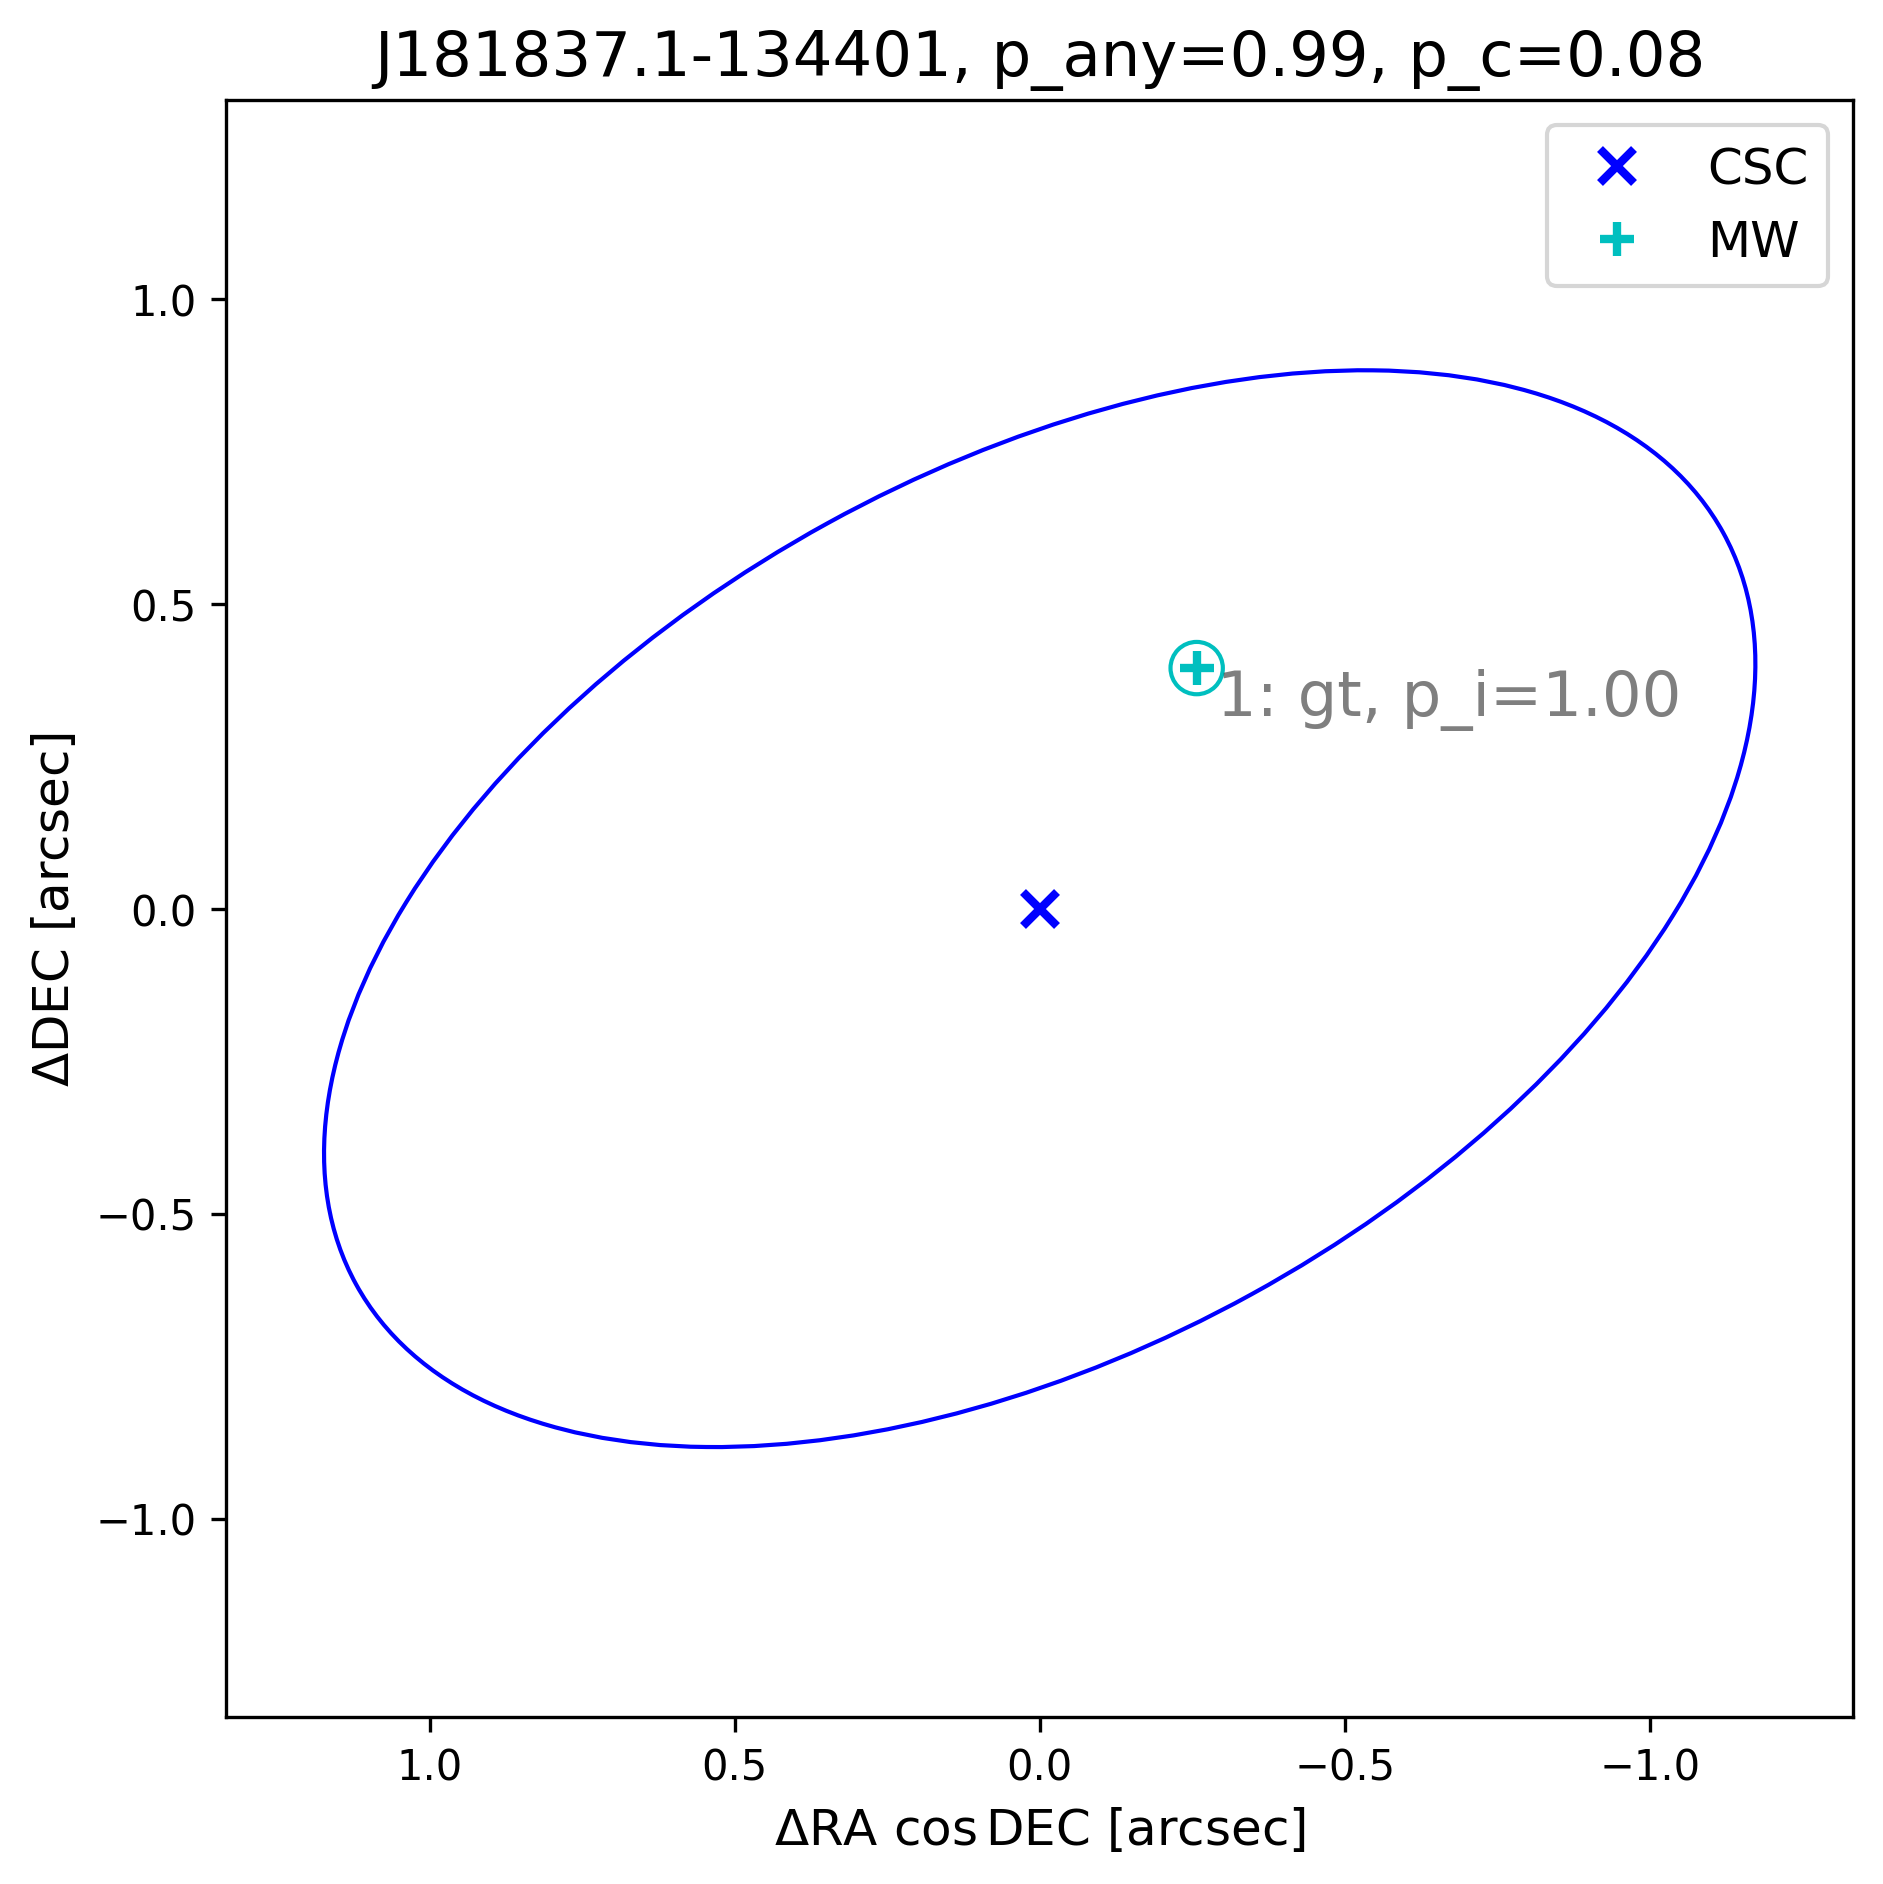 J181837.1-134401, p_any=0.99, p_c=0.08
CSC
MW
1.0
0.5
0.0
−0.5
−1.0
ΔDEC [arcsec]
1: gt, p_i=1.00
1.0
0.5
0.0
−0.5
−1.0
ΔRA cos DEC [arcsec]